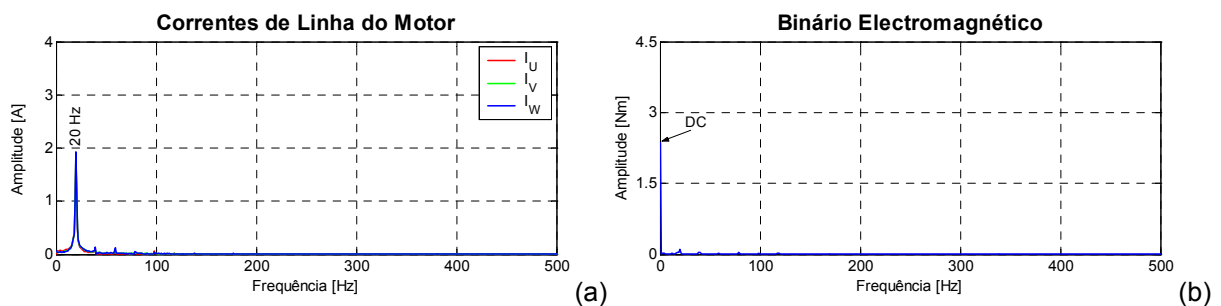 Correntes de Linha do Motor
4
3
2
1
0
Amplitude [A]
20 Hz
I_U
I_V
I_W
0 100 200 300 400 500
Frequência [Hz]
(a)
Binário Electromagnético
4.5
3
1.5
0
Amplitude [Nm]
DC
0 100 200 300 400 500
Frequência [Hz]
(b)